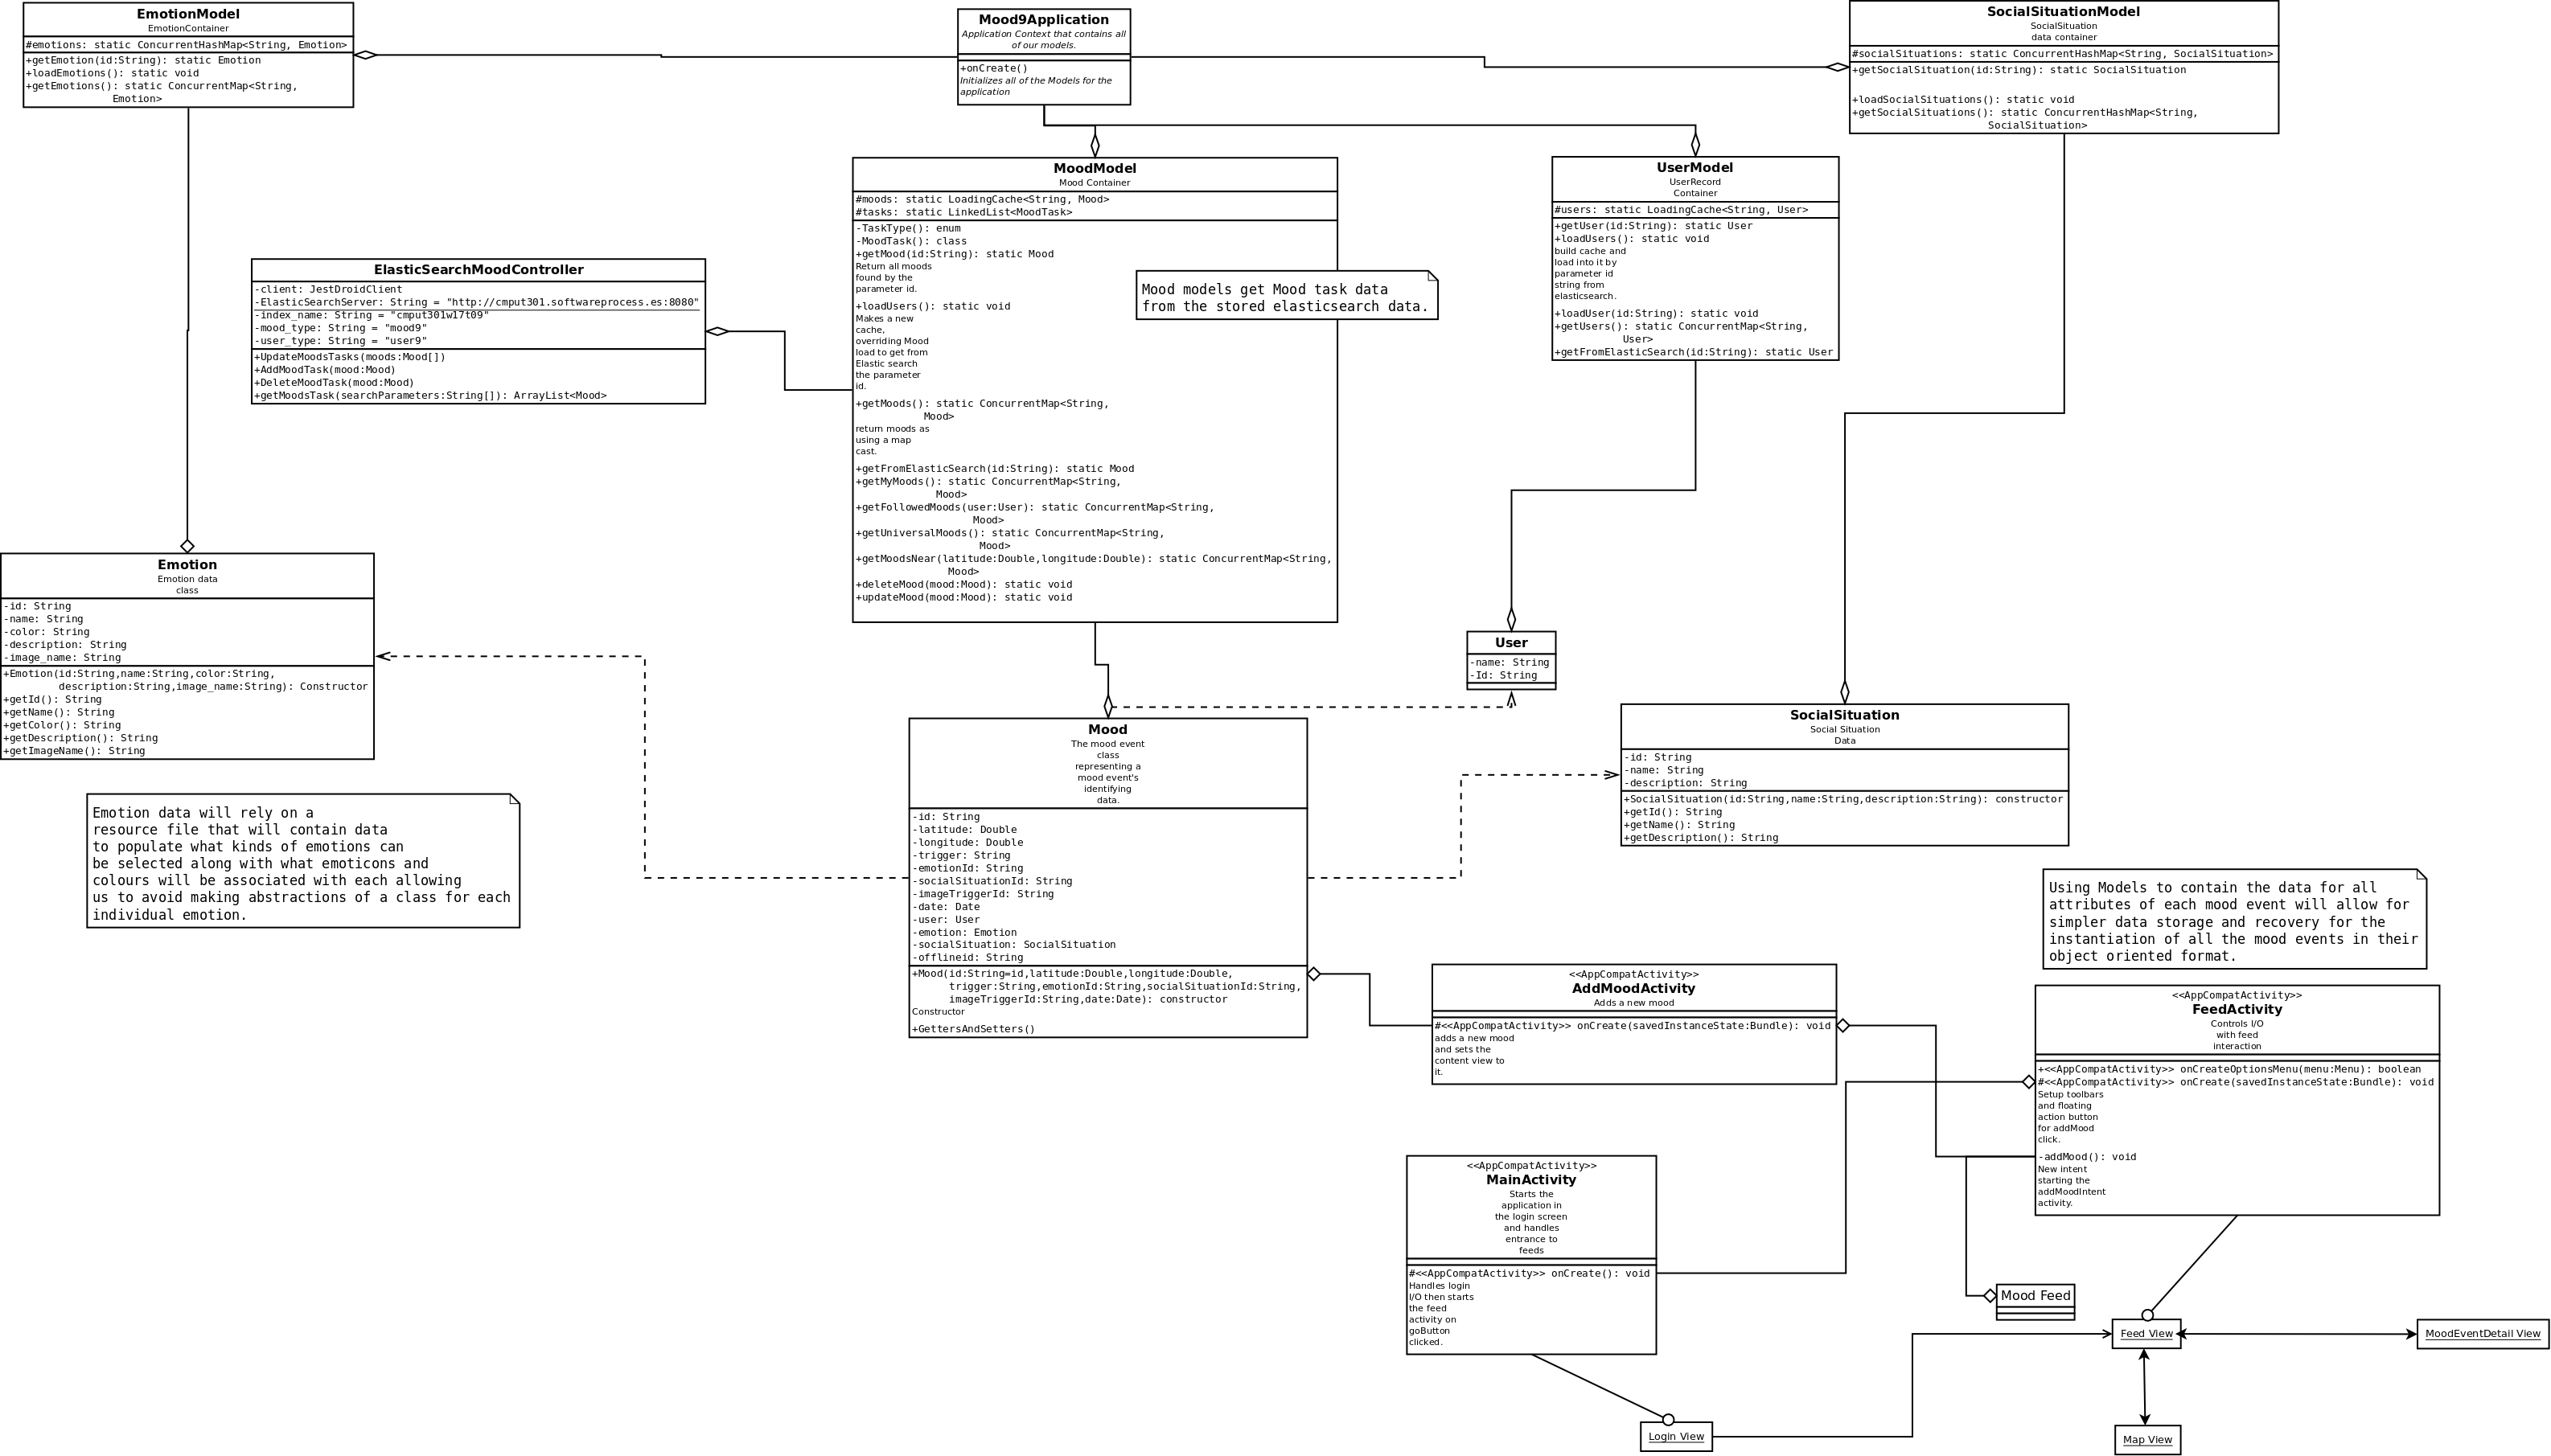 EmotionModel
EmotionContainer
#emotions: static ConcurrentHashMap<String, Emotion>
+getEmotion(id:String): static Emotion
+loadEmotions(): static void
+getEmotions(): static ConcurrentMap<String,
Emotion>
Mood9Application
Application Context that contains all
of our models.
+onCreate()
Initializes all of the Models for the
application
SocialSituationModel
SocialSituation
data container
#socialSituations: static ConcurrentHashMap<String, SocialSituation>
+getSocialSituation(id:String): static SocialSituation
+loadSocialSituations(): static void
+getSocialSituations(): static ConcurrentHashMap<String,
SocialSituation>
MoodModel
Mood Container
#moods: static LoadingCache<String, Mood>
#tasks: static LinkedList<MoodTask>
-TaskType(): enum
-MoodTask(): class
+getMood(id:String): static Mood
Return all moods
found by the
parameter id.
+loadUsers(): static void
Makes a new
cache,
overriding Mood
load to get from
Elastic search
the parameter
id.
+getMoods(): static ConcurrentMap<String,
Mood>
return moods as
using a map
cast.
+getFromElasticSearch(id:String): static Mood
+getMyMoods(): static ConcurrentMap<String,
Mood>
+getFollowedMoods(user:User): static ConcurrentMap<String,
Mood>
+getUniversalMoods(): static ConcurrentMap<String,
Mood>
+getMoodsNear(latitude:Double,longitude:Double): static ConcurrentMap<String,
Mood>
+deleteMood(mood:Mood): static void
+updateMood(mood:Mood): static void
Mood models get Mood task data
from the stored elasticsearch data.
UserModel
UserRecord
Container
#users: static LoadingCache<String, User>
+getUser(id:String): static User
+loadUsers(): static void
build cache and
load into it by
parameter id
string from
elasticsearch.
+loadUser(id:String): static void
+getUsers(): static ConcurrentMap<String,
User>
+getFromElasticSearch(id:String): static User
ElasticSearchMoodController
-client: JestDroidClient
-ElasticSearchServer: String = "http://cmput301.softwareprocess.es:8080"
-index_name: String = "cmput301w17t09"
-mood_type: String = "mood9"
-user_type: String = "user9"
+UpdateMoodsTasks(moods:Mood[])
+AddMoodTask(mood:Mood)
+DeleteMoodTask(mood:Mood)
+getMoodsTask(searchParameters:String[]): ArrayList<Mood>
Emotion
Emotion data
class
-id: String
-name: String
-color: String
-description: String
-image_name: String
+Emotion(id:String,name:String,color:String,
description:String,image_name:String): Constructor
+getId(): String
+getName(): String
+getColor(): String
+getDescription(): String
+getImageName(): String
Emotion data will rely on a
resource file that will contain data
to populate what kinds of emotions can
be selected along with what emoticons and
colours will be associated with each allowing
us to avoid making abstractions of a class for each
individual emotion.
User
-name: String
-Id: String
Mood
The mood event
class
representing a
mood event's
identifying
data.
-id: String
-latitude: Double
-longitude: Double
-trigger: String
-emotionId: String
-socialSituationId: String
-imageTriggerId: String
-date: Date
-user: User
-emotion: Emotion
-socialSituation: SocialSituation
-offlineid: String
+Mood(id:String=id,latitude:Double,longitude:Double,
trigger:String,emotionId:String,socialSituationId:String,
imageTriggerId:String,date:Date): constructor
Constructor
+GettersAndSetters()
SocialSituation
Social Situation
Data
-id: String
-name: String
-description: String
+SocialSituation(id:String,name:String,description:String): constructor
+getId(): String
+getName(): String
+getDescription(): String
Using Models to contain the data for all
attributes of each mood event will allow for
simpler data storage and recovery for the
instantiation of all the mood events in their
object oriented format.
<<AppCompatActivity>>
AddMoodActivity
Adds a new mood
#<<AppCompatActivity>> onCreate(savedInstanceState:Bundle): void
adds a new mood
and sets the
content view to
it.
<<AppCompatActivity>>
FeedActivity
Controls I/O
with feed
interaction
+<<AppCompatActivity>> onCreateOptionsMenu(menu:Menu): boolean
#<<AppCompatActivity>> onCreate(savedInstanceState:Bundle): void
Setup toolbars
and floating
action button
for addMood
click.
-addMood(): void
New intent
starting the
addMoodIntent
activity.
<<AppCompatActivity>>
MainActivity
Starts the
application in
the login screen
and handles
entrance to
feeds
#<<AppCompatActivity>> onCreate(): void
Handles login
I/O then starts
the feed
activity on
goButton
clicked.
Mood Feed
Feed View
MoodEventDetail View
Login View
Map View